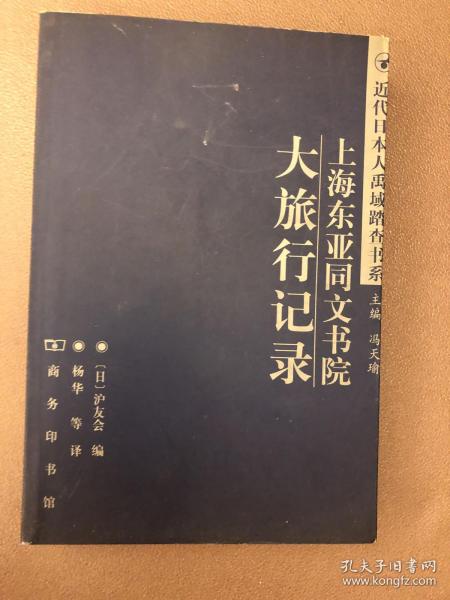 近代日本人禹域踏查书系
主编 冯天瑜
上海东亚同文书院
大旅行记录
〔日〕沪友会 编
杨华 等 译
商务印书馆
孔夫子旧书网
www.kongfz.com